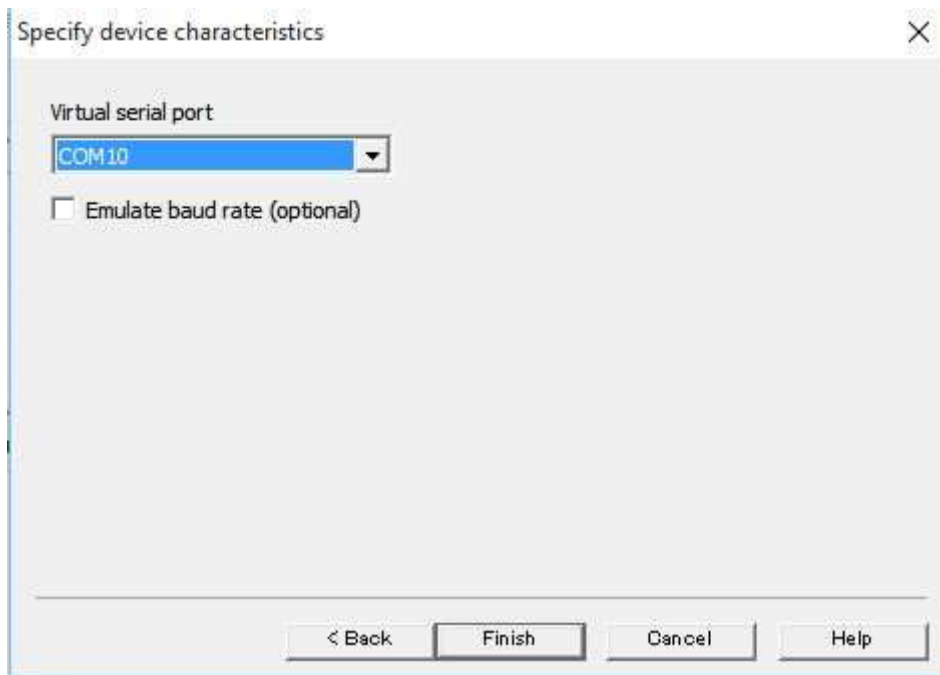 Specify device characteristics
Virtual serial port
COM10
Emulate baud rate (optional)
< Back Finish Cancel Help